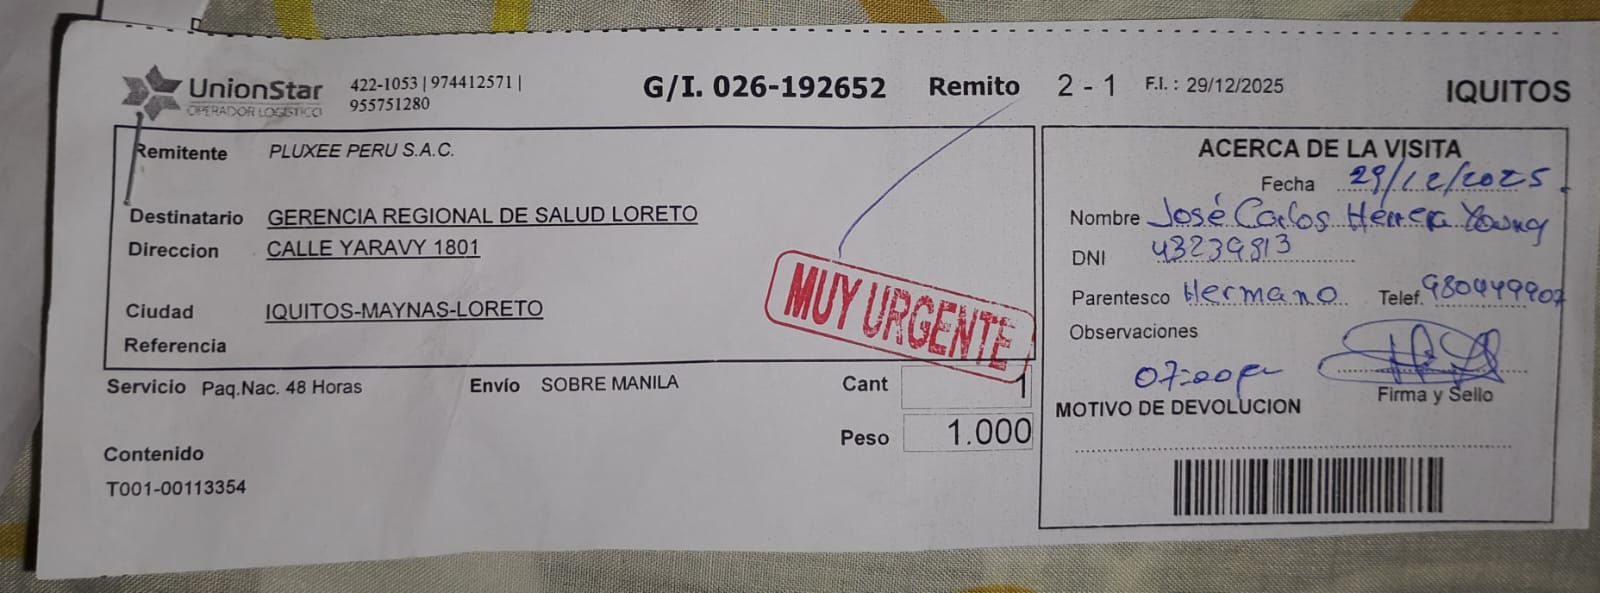 UnionStar
OPERADOR LOGÍSTICO
422-1053 | 974412571 |
955751280
G/I. 026-192652 Remito 2 - 1 F.I. : 29/12/2025 IQUITOS
Remitente PLUXEE PERU S.A.C.
Destinatario GERENCIA REGIONAL DE SALUD LORETO
Direccion CALLE YARAVY 1801
Ciudad IQUITOS-MAYNAS-LORETO
Referencia
MUY URGENTE
Servicio Paq.Nac. 48 Horas Envío SOBRE MANILA Cant 1
Peso 1.000
Contenido
T001-00113354
ACERCA DE LA VISITA
Fecha 29/12/2025
Nombre José Carlos Herrera Young
DNI 43239813
Parentesco Hermano Telef. 980449907
Observaciones
07:00pm
Firma y Sello
MOTIVO DE DEVOLUCION